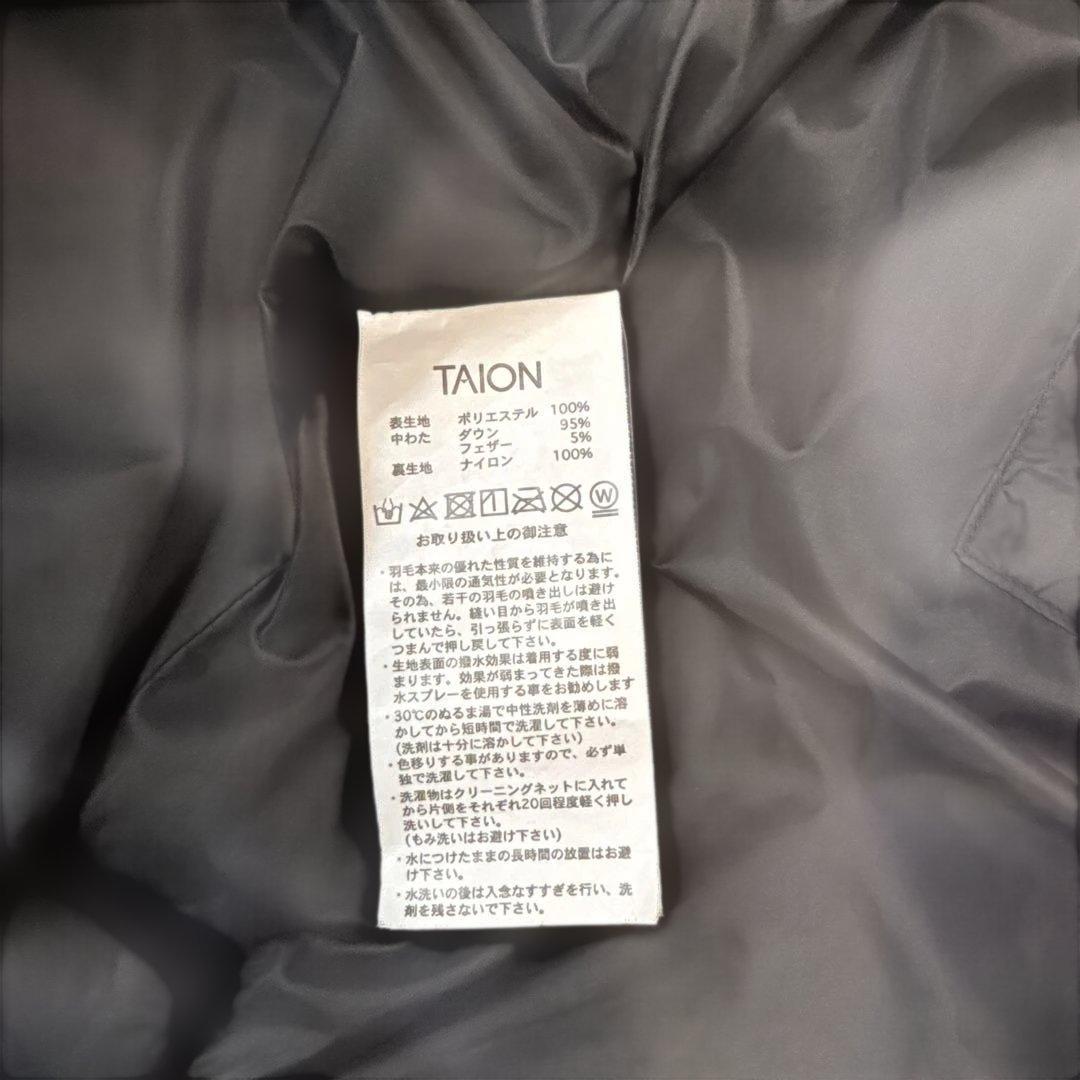 TAION
表生地 ポリエステル 100%
中わた ダウン 95%
フェザー 5%
裏生地 ナイロン 100%
W
お取り扱い上の御注意
・羽毛本来の優れた性質を維持する為に
は、最小限の通気性が必要となります。
その為、若干の羽毛の噴き出しは避け
られません。縫い目から羽毛が噴き出
していたら、引っ張らずに表面を軽く
つまんで押し戻して下さい。
・生地表面の撥水効果は着用する度に弱
まります。効果が弱まってきた際は撥
水スプレーを使用する事をお勧めします
・30℃のぬるま湯で中性洗剤を薄めに溶
かしてから短時間で洗濯して下さい。
(洗剤は十分に溶かして下さい)
・色移りする事がありますので、必ず単
独で洗濯して下さい。
・洗濯物はクリーニングネットに入れて
から片側をそれぞれ20回程度軽く押し
洗いして下さい。
(もみ洗いはお避け下さい)
・水につけたままの長時間の放置はお避
け下さい。
・水洗いの後は入念なすすぎを行い、洗
剤を残さないで下さい。